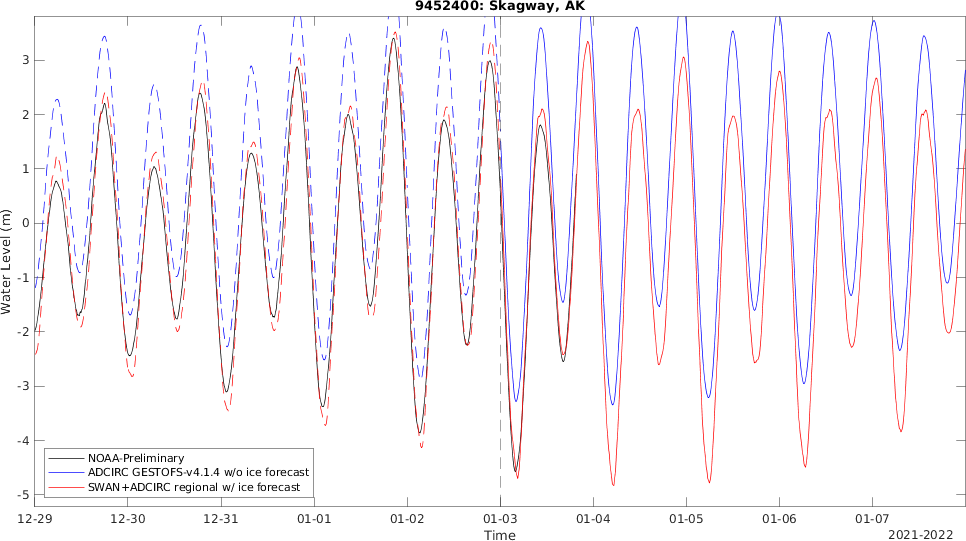 9452400: Skagway, AK
Water Level (m)
3
2
1
0
-1
-2
-3
-4
-5
NOAA-Preliminary
ADCIRC GESTOFS-v4.1.4 w/o ice forecast
SWAN+ADCIRC regional w/ ice forecast
12-29 12-30 12-31 01-01 01-02 01-03 01-04 01-05 01-06 01-07
Time
2021-2022